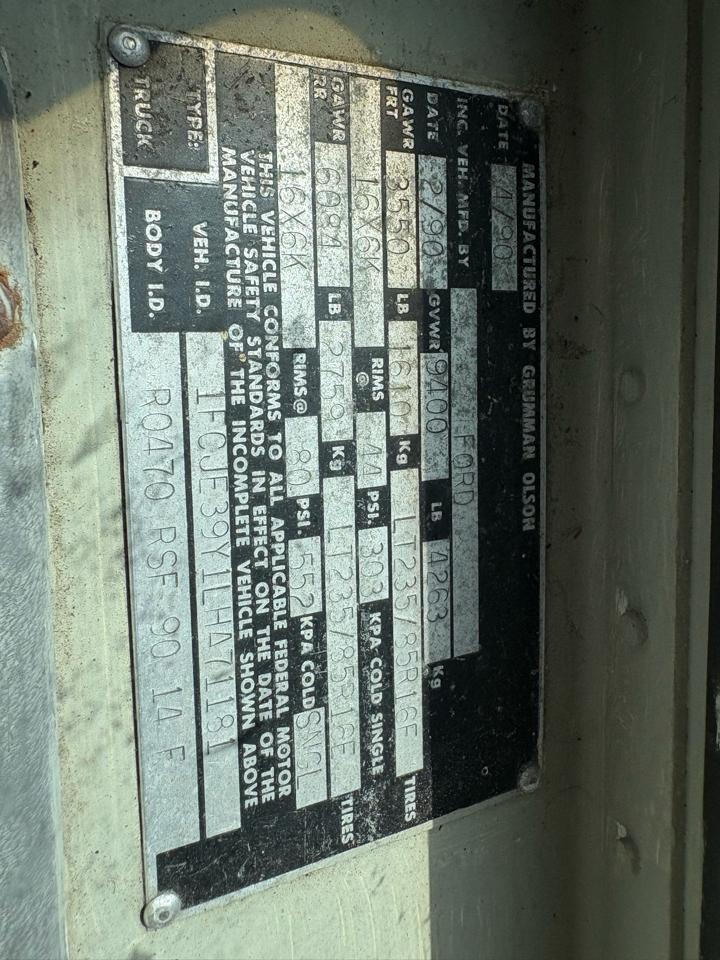 MANUFACTURED BY GRUMMAN OLSON
DATE 4/90
INC. VEH. MFD BY FORD
DATE 2/90 GVWR 9400 LB 4263 Kg
GAWR FRT 3550 LB 1610 Kg LT235/85R16E TIRES
16X6K RIMS @ 44 PSI. 303 KPA COLD SINGLE
GAWR RR 6084 LB 2759 Kg LT235/85R16E TIRES
16X6K RIMS@ 80 PSI. 552 KPA COLD SNGL
THIS VEHICLE CONFORMS TO ALL APPLICABLE FEDERAL MOTOR
VEHICLE SAFETY STANDARDS IN EFFECT ON THE DATE OF THE
MANUFACTURE OF THE INCOMPLETE VEHICLE SHOWN ABOVE
TYPE: VEH. I.D. 1FCJE39Y1LHA71181
TRUCK BODY I.D. R0470 RSF 90 14 F